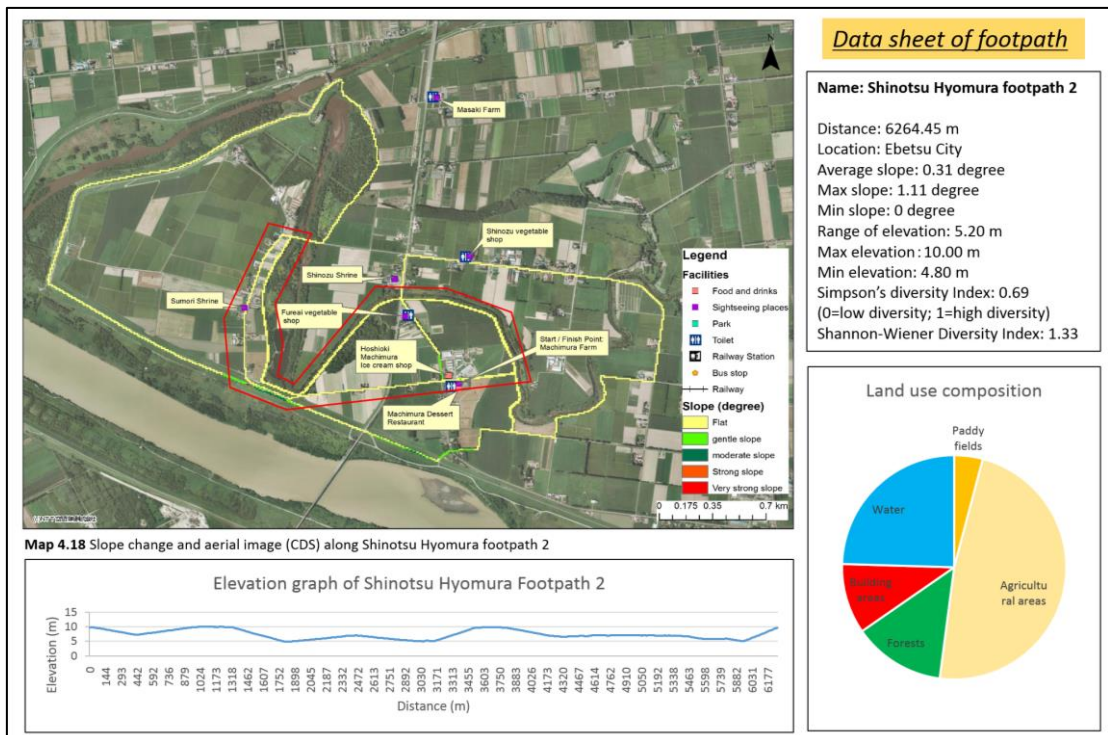 Data sheet of footpath
Name: Shinotsu Hyomura footpath 2
Distance: 6264.45 m
Location: Ebetsu City
Average slope: 0.31 degree
Max slope: 1.11 degree
Min slope: 0 degree
Range of elevation: 5.20 m
Max elevation: 10.00 m
Min elevation: 4.80 m
Simpson's diversity Index: 0.69
(0=low diversity; 1=high diversity)
Shannon-Wiener Diversity Index: 1.33
N
Masaki Farm
Shinozu vegetable
shop
Shinozu Shrine
Sumori Shrine
Fureai vegetable
shop
Hoshioki
Machimura
Ice cream shop
Start / Finish Point:
Machimura Farm
Machimura Dessert
Restaurant
Legend
Facilities
Food and drinks
Sightseeing places
Park
Toilet
Railway Station
Bus stop
Railway
Slope (degree)
Flat
gentle slope
moderate slope
Strong slope
Very strong slope
0 0.175 0.35 0.7 km
Map 4.18 Slope change and aerial image (CDS) along Shinotsu Hyomura footpath 2
Elevation graph of Shinotsu Hyomura Footpath 2
Elevation (m)
15
10
5
0
0 144 293 442 592 736 879 1024 1173 1318 1462 1607 1752 1898 2045 2187 2332 2472 2613 2751 2892 3030 3171 3313 3455 3603 3750 3883 4026 4173 4320 4467 4614 4762 4910 5050 5192 5338 5463 5598 5739 5882 6031 6177
Distance (m)
Land use composition
Paddy
fields
Water
Agricultu
ral areas
Building
areas
Forests